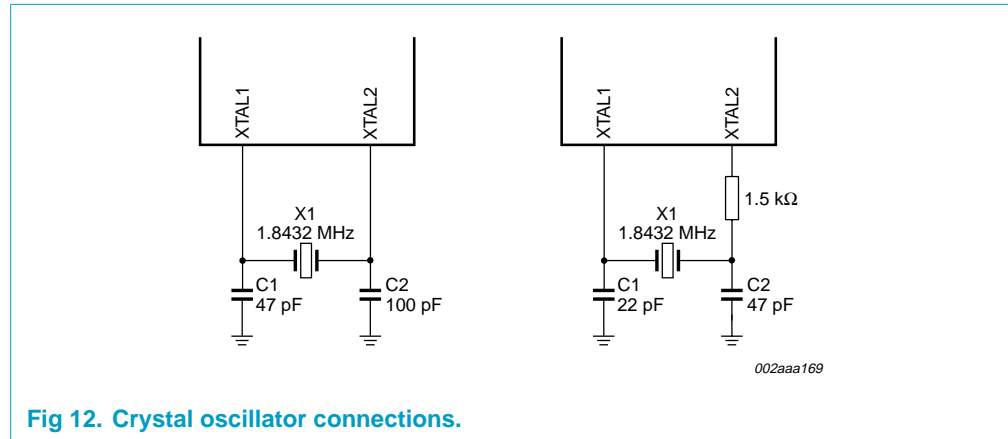 XTAL1
XTAL2
X1
1.8432 MHz
C1
47 pF
C2
100 pF
XTAL1
XTAL2
1.5 kΩ
X1
1.8432 MHz
C1
22 pF
C2
47 pF
002aaa169
Fig 12. Crystal oscillator connections.